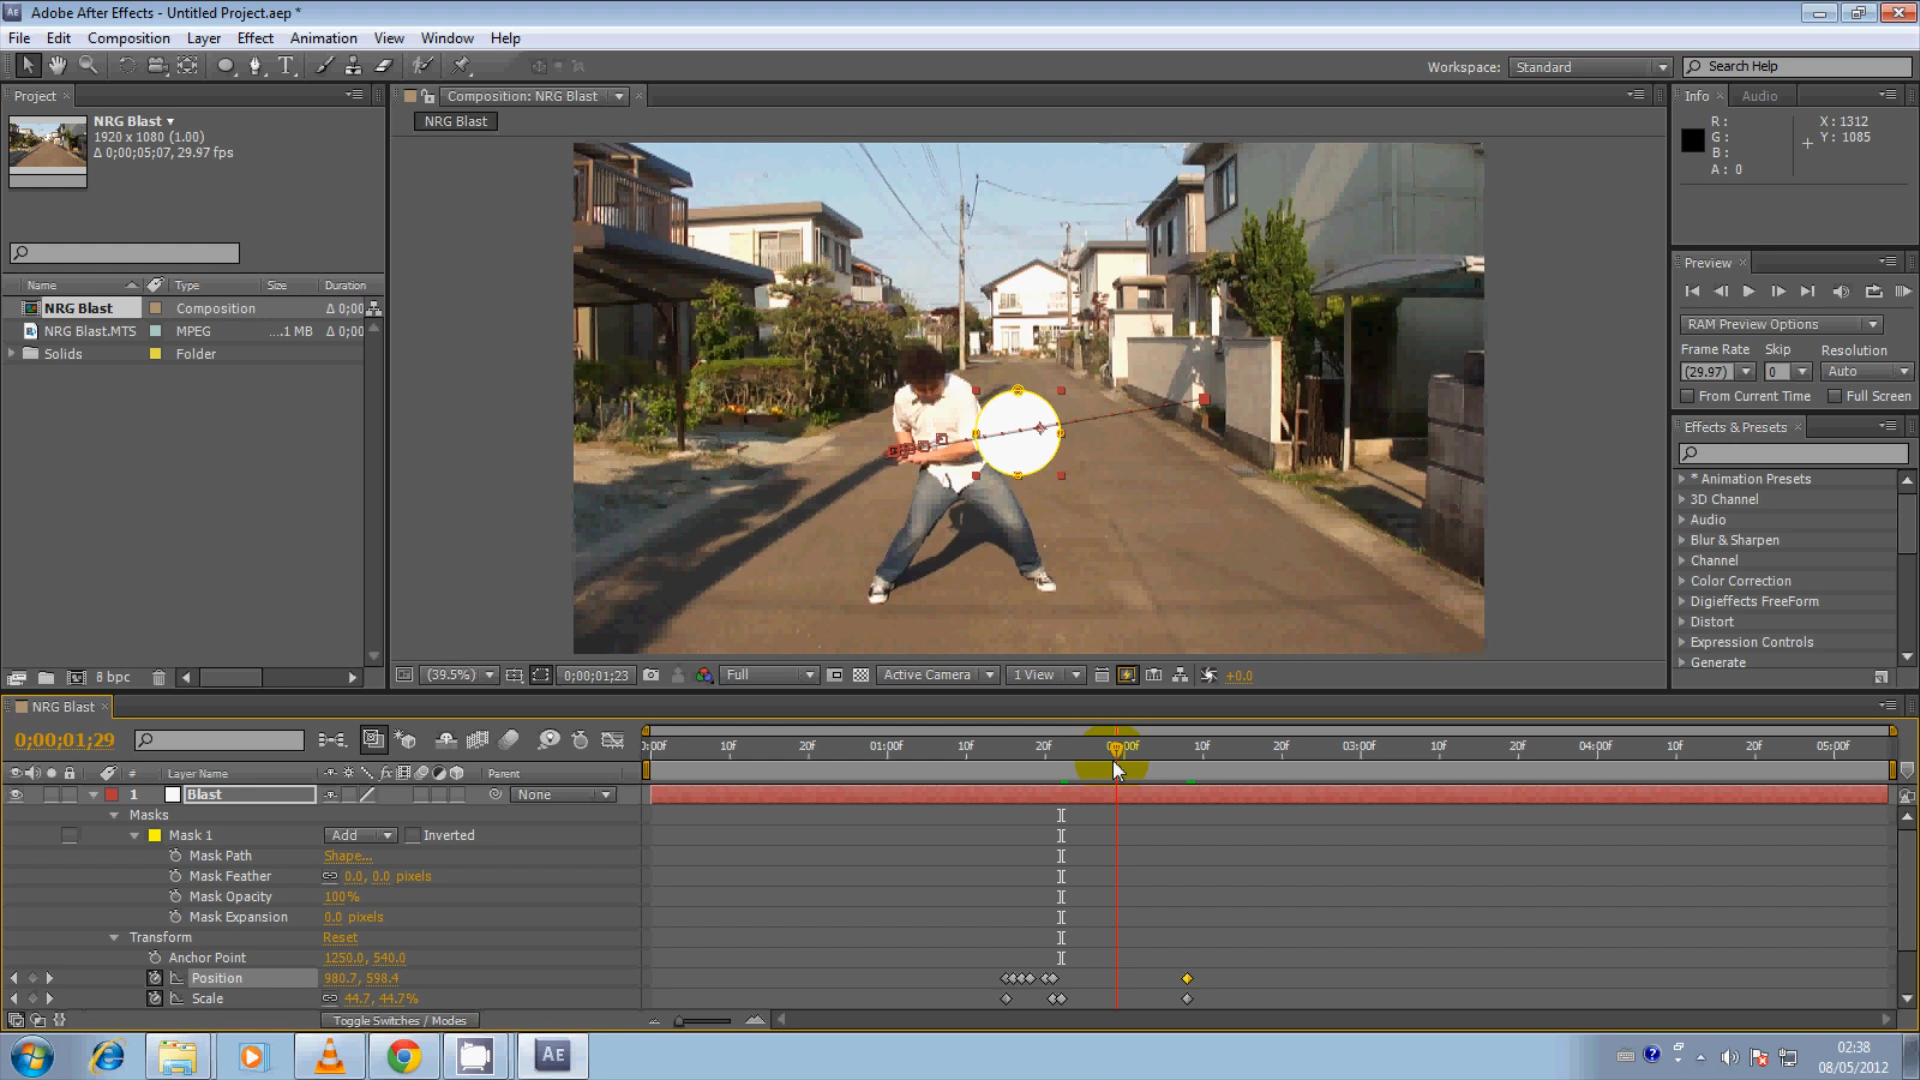 Adobe After Effects - Untitled Project.aep *
File Edit Composition Layer Effect Animation View Window Help
Workspace: Standard Search Help
Project
NRG Blast
1920 x 1080 (1.00)
Δ 0;00;05;07, 29.97 fps
Name Type Size Duration
NRG Blast Composition Δ 0;00
NRG Blast.MTS MPEG ....1 MB Δ 0;00
Solids Folder
8 bpc
Composition: NRG Blast
NRG Blast
(39.5%) 0;00;01;23 Full Active Camera 1 View +0.0
Info Audio
R: X: 1312
G: Y: 1085
B:
A: 0
Preview
RAM Preview Options
Frame Rate Skip Resolution
(29.97) 0 Auto
From Current Time Full Screen
Effects & Presets
* Animation Presets
3D Channel
Audio
Blur & Sharpen
Channel
Color Correction
Digieffects FreeForm
Distort
Expression Controls
Generate
NRG Blast
0;00;01;29
):00f 10f 20f 01:00f 10f 20f 00f 10f 20f 03:00f 10f 20f 04:00f 10f 20f 05:00f
# Layer Name fx Parent
1 Blast None
Masks
Mask 1 Add Inverted
Mask Path Shape...
Mask Feather 0.0, 0.0 pixels
Mask Opacity 100%
Mask Expansion 0.0 pixels
Transform Reset
Anchor Point 1250.0, 540.0
Position 980.7, 598.4
Scale 44.7, 44.7%
Toggle Switches / Modes
AE
02:38
08/05/2012